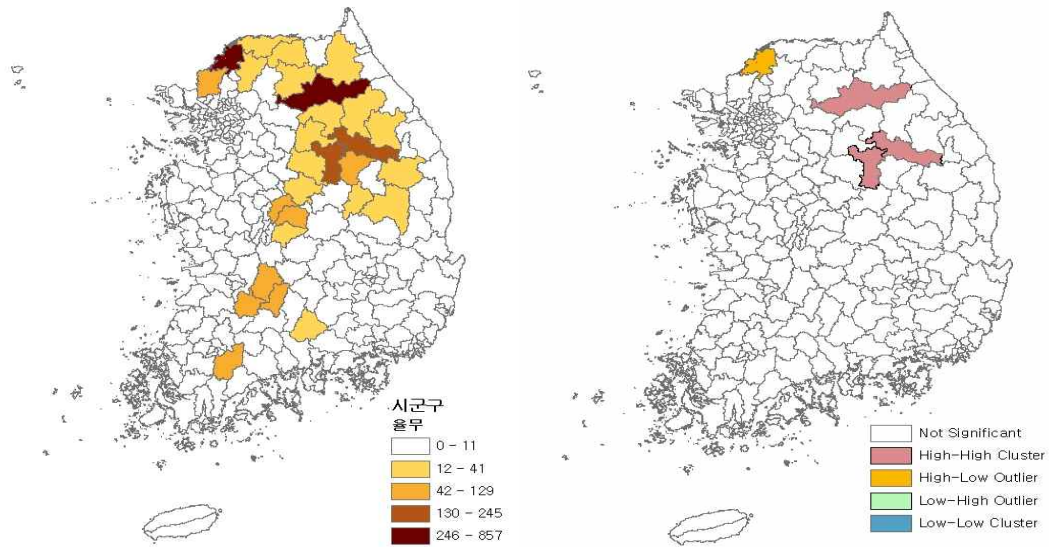 시군구
율무
0 - 11
12 - 41
42 - 129
130 - 245
246 - 857
Not Significant
High-High Cluster
High-Low Outlier
Low-High Outlier
Low-Low Cluster